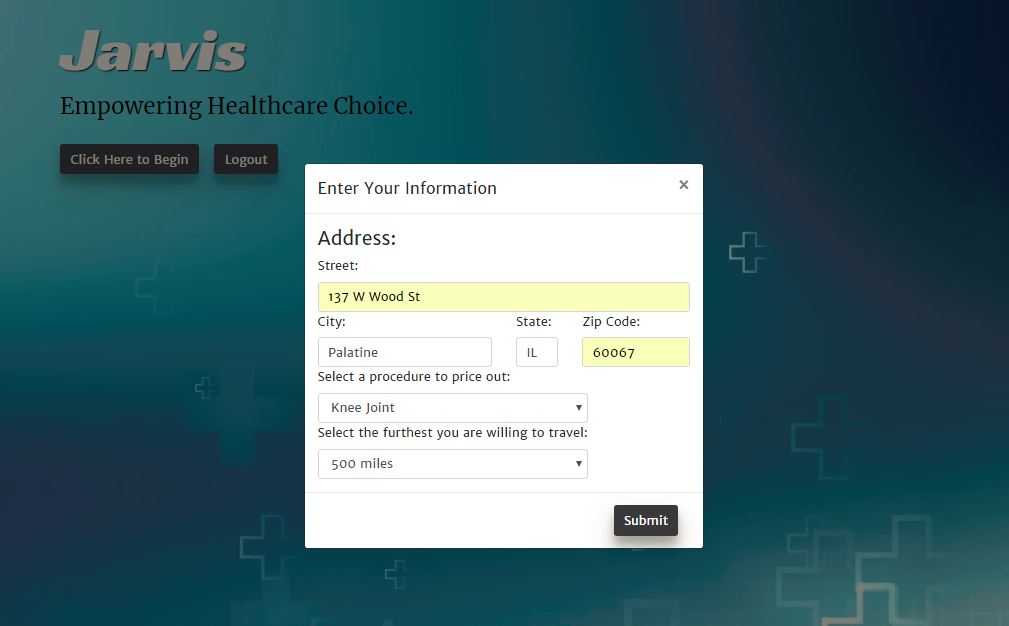 Jarvis
Empowering Healthcare Choice.
Click Here to Begin Logout
Enter Your Information ×
Address:
Street:
137 W Wood St
City: State: Zip Code:
Palatine IL 60067
Select a procedure to price out:
Knee Joint
Select the furthest you are willing to travel:
500 miles
Submit